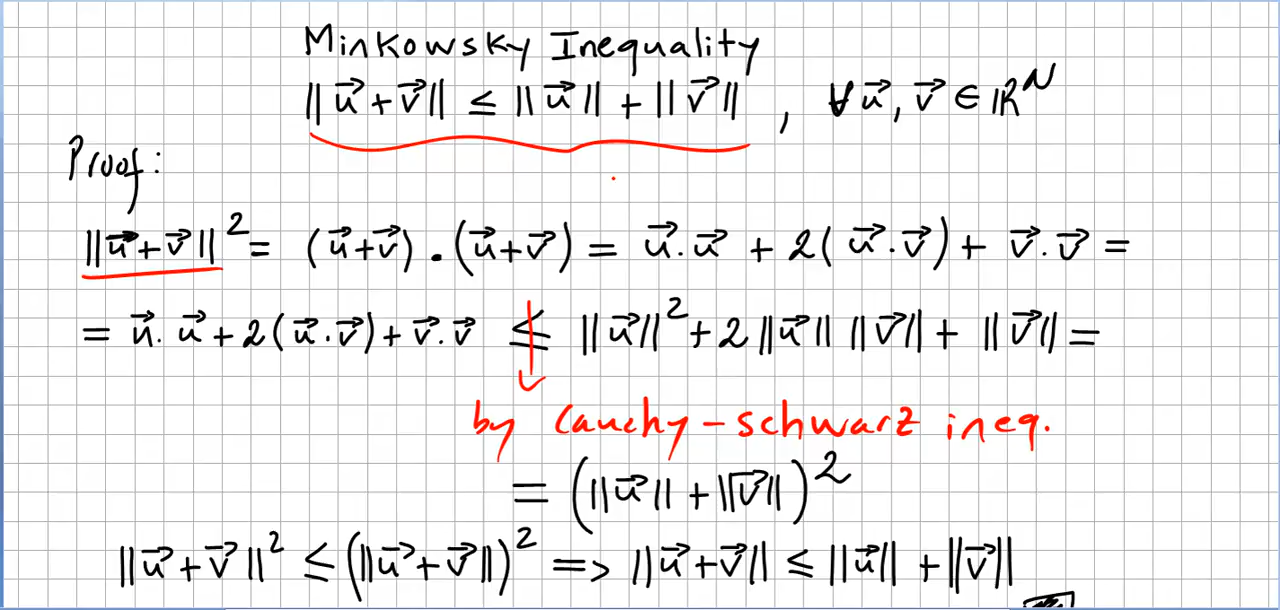 Minkowsky Inequality
||u⃗+v⃗|| ≤ ||u⃗|| + ||v⃗|| , ∀u⃗, v⃗ ∈ ℝᴺ
Proof:
||u⃗+v⃗||² = (u⃗+v⃗)·(u⃗+v⃗) = u⃗.u⃗ + 2(u⃗.v⃗) + v⃗.v⃗ =
= u⃗.u⃗ + 2(u⃗.v⃗) + v⃗.v⃗ ≤ ||u⃗||² + 2||u⃗|| ||v⃗|| + ||v⃗|| =
by Cauchy-schwarz ineq.
= (||u⃗|| + ||v⃗||)²
||u⃗+v⃗||² ≤ (||u⃗+v⃗||)² => ||u⃗+v⃗|| ≤ ||u⃗|| + ||v⃗||